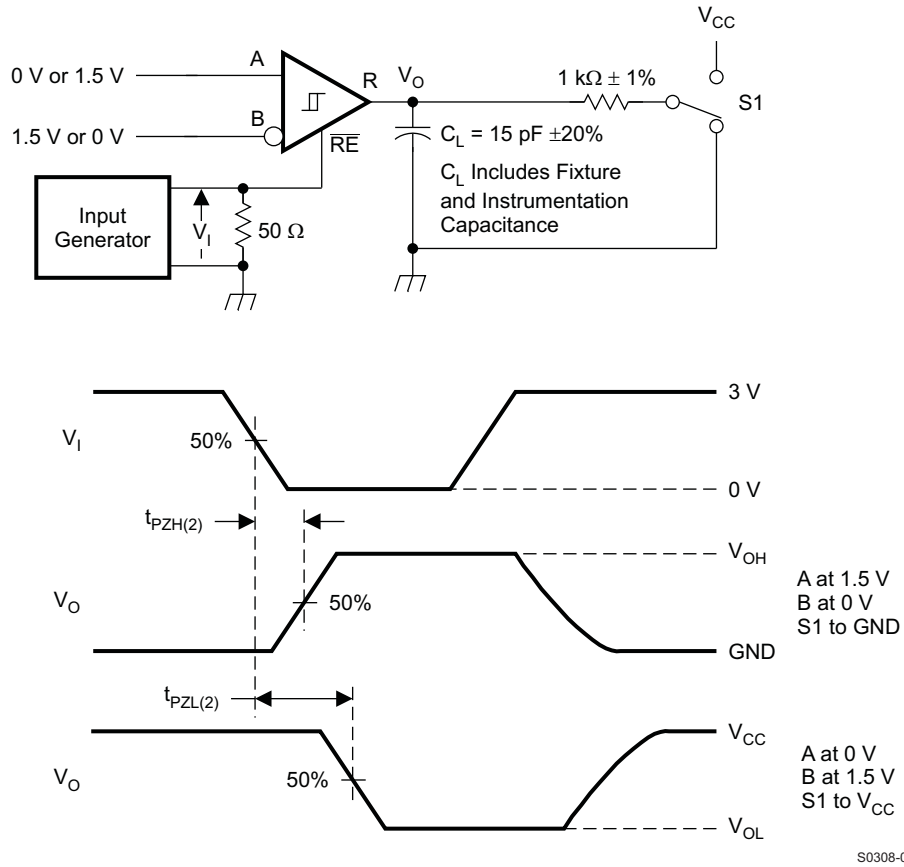 V_CC
0 V or 1.5 V
A
R
V_O
1 kΩ ± 1%
S1
B
1.5 V or 0 V
R̅E̅
C_L = 15 pF ±20%
C_L Includes Fixture
and Instrumentation
Capacitance
Input
Generator
V_I
50 Ω
3 V
V_I
50%
0 V
t_PZH(2)
V_OH
A at 1.5 V
B at 0 V
S1 to GND
V_O
50%
GND
t_PZL(2)
V_CC
A at 0 V
B at 1.5 V
S1 to V_CC
V_O
50%
V_OL